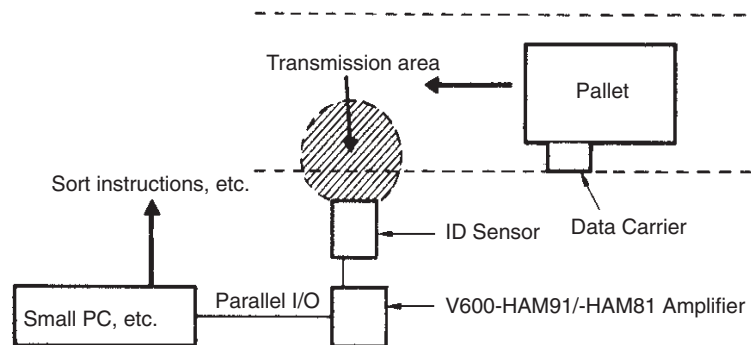 Transmission area
Pallet
Sort instructions, etc.
ID Sensor
Data Carrier
Parallel I/O
V600-HAM91/-HAM81 Amplifier
Small PC, etc.